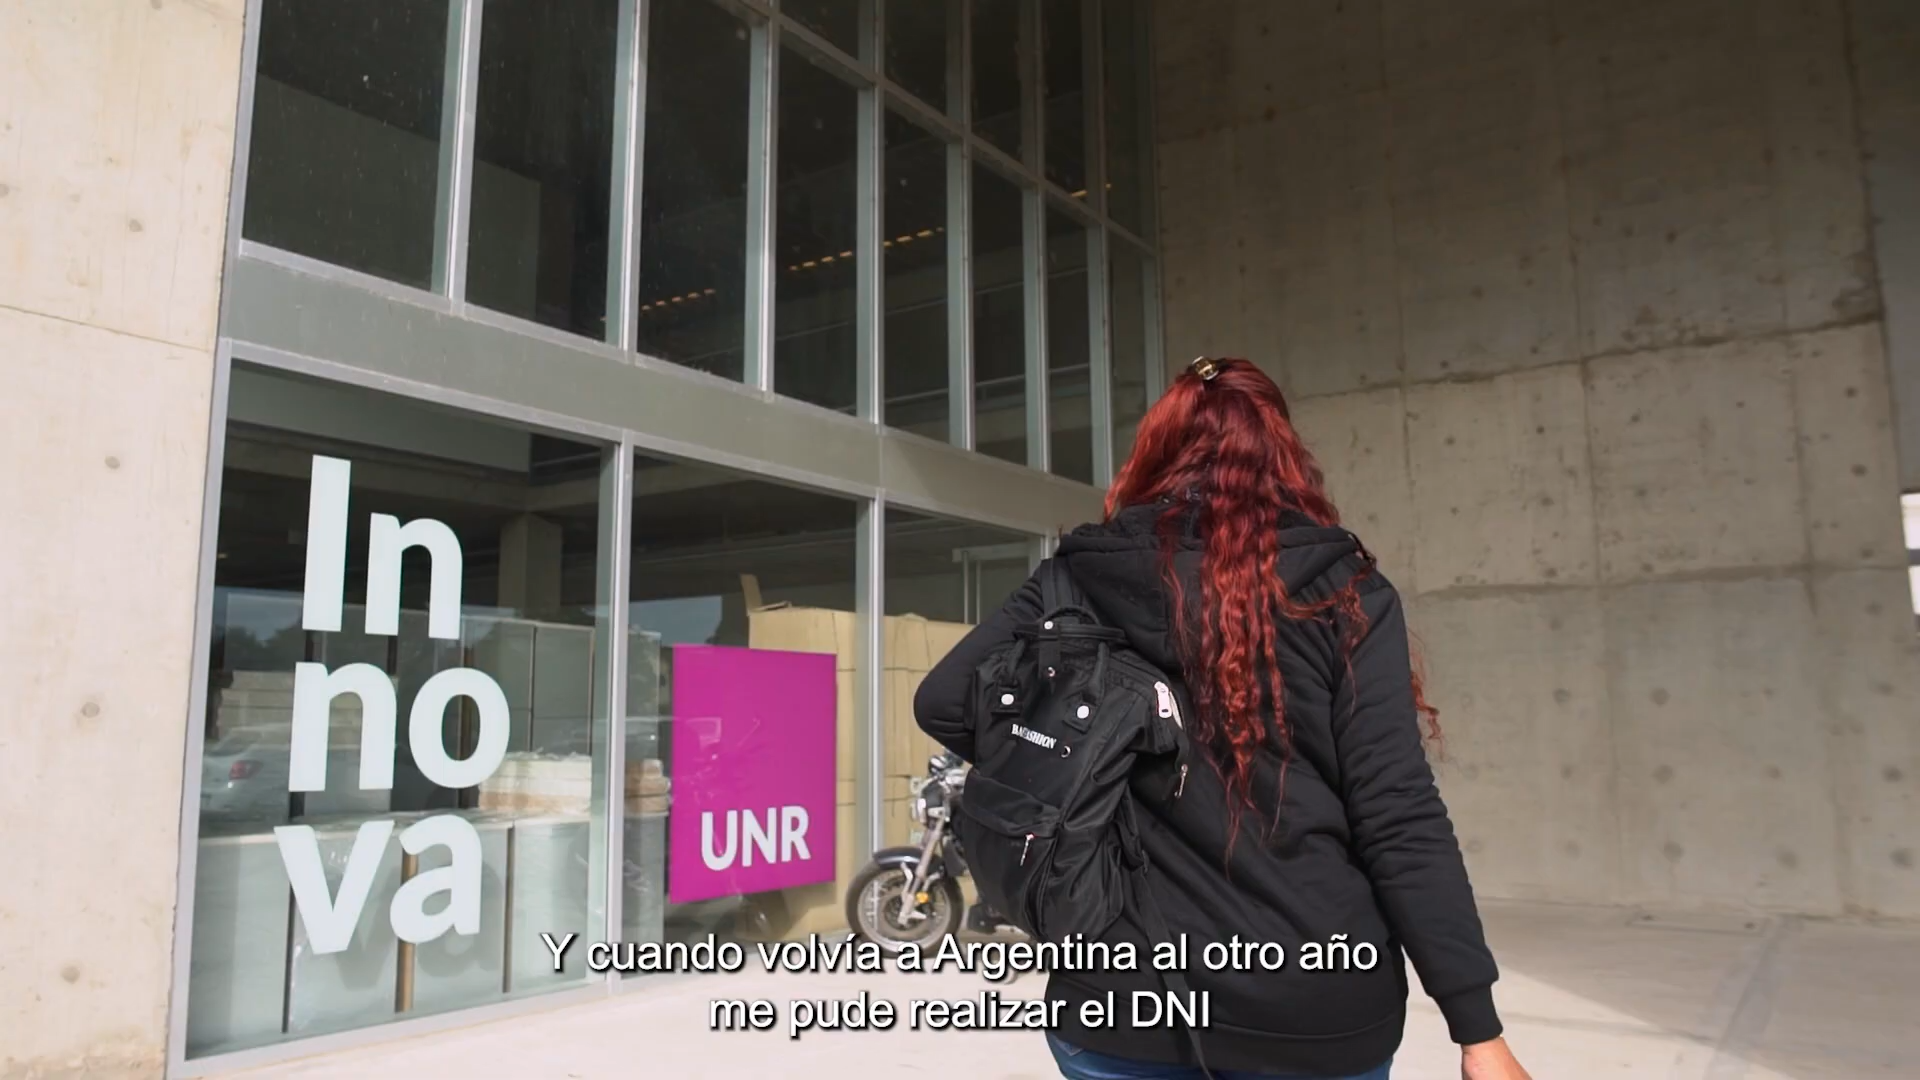 In
no
va
UNR
Y cuando volvía a Argentina al otro año
me pude realizar el DNI